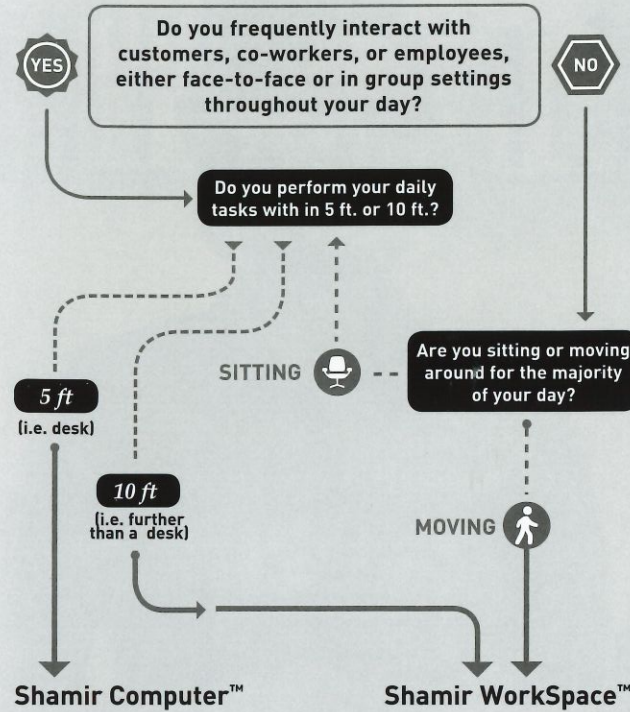 Do you frequently interact with
customers, co-workers, or employees,
either face-to-face or in group settings
throughout your day?
YES
NO
Do you perform your daily
tasks with in 5 ft. or 10 ft.?
Are you sitting or moving
around for the majority
of your day?
SITTING
5 ft
(i.e. desk)
10 ft
(i.e. further
than a desk)
MOVING
Shamir Computer™
Shamir WorkSpace™